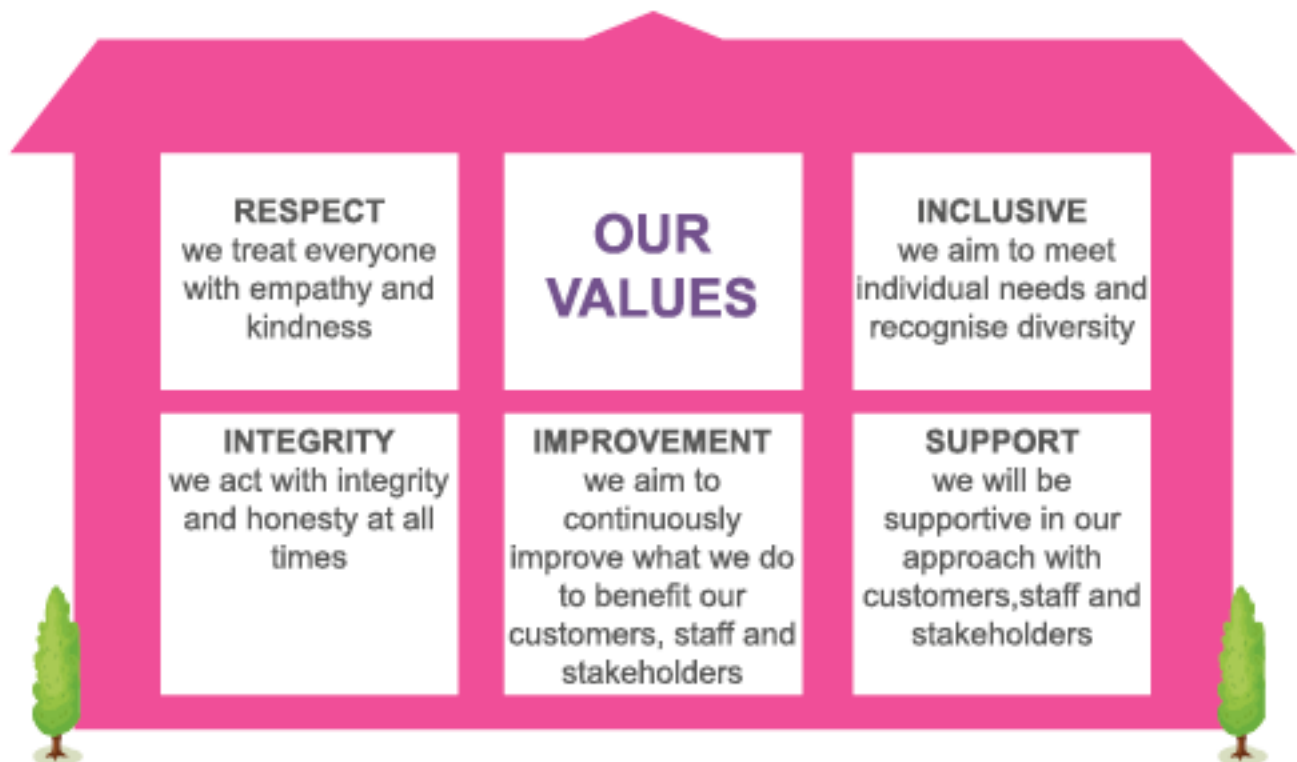 RESPECT
we treat everyone
with empathy and
kindness
OUR
VALUES
INCLUSIVE
we aim to meet
individual needs and
recognise diversity
INTEGRITY
we act with integrity
and honesty at all
times
IMPROVEMENT
we aim to
continuously
improve what we do
to benefit our
customers, staff and
stakeholders
SUPPORT
we will be
supportive in our
approach with
customers,staff and
stakeholders